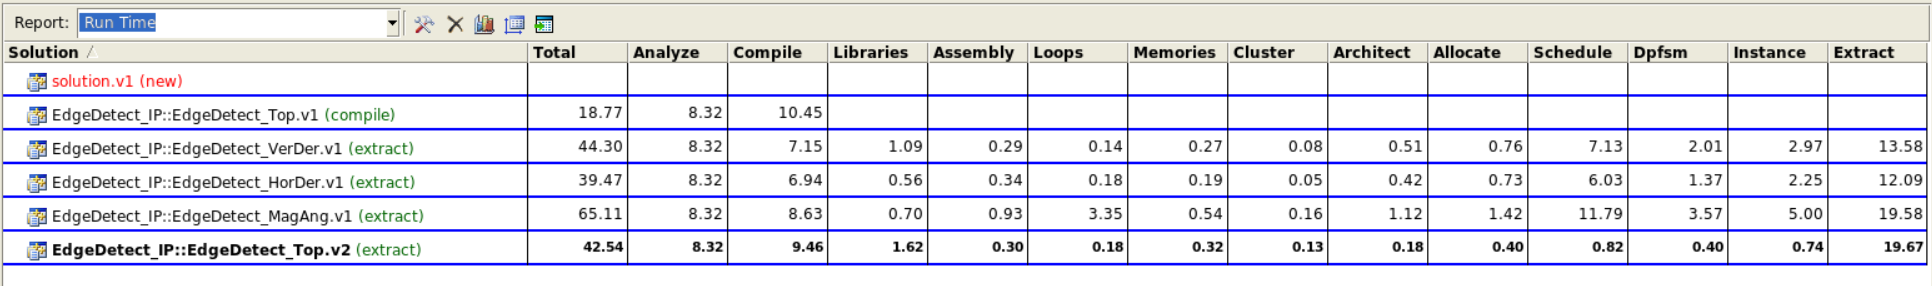 Report: Run Time
Solution Total Analyze Compile Libraries Assembly Loops Memories Cluster Architect Allocate Schedule Dpfsm Instance Extract
solution.v1 (new)
EdgeDetect_IP::EdgeDetect_Top.v1 (compile) 18.77 8.32 10.45
EdgeDetect_IP::EdgeDetect_VerDer.v1 (extract) 44.30 8.32 7.15 1.09 0.29 0.14 0.27 0.08 0.51 0.76 7.13 2.01 2.97 13.58
EdgeDetect_IP::EdgeDetect_HorDer.v1 (extract) 39.47 8.32 6.94 0.56 0.34 0.18 0.19 0.05 0.42 0.73 6.03 1.37 2.25 12.09
EdgeDetect_IP::EdgeDetect_MagAng.v1 (extract) 65.11 8.32 8.63 0.70 0.93 3.35 0.54 0.16 1.12 1.42 11.79 3.57 5.00 19.58
EdgeDetect_IP::EdgeDetect_Top.v2 (extract) 42.54 8.32 9.46 1.62 0.30 0.18 0.32 0.13 0.18 0.40 0.82 0.40 0.74 19.67